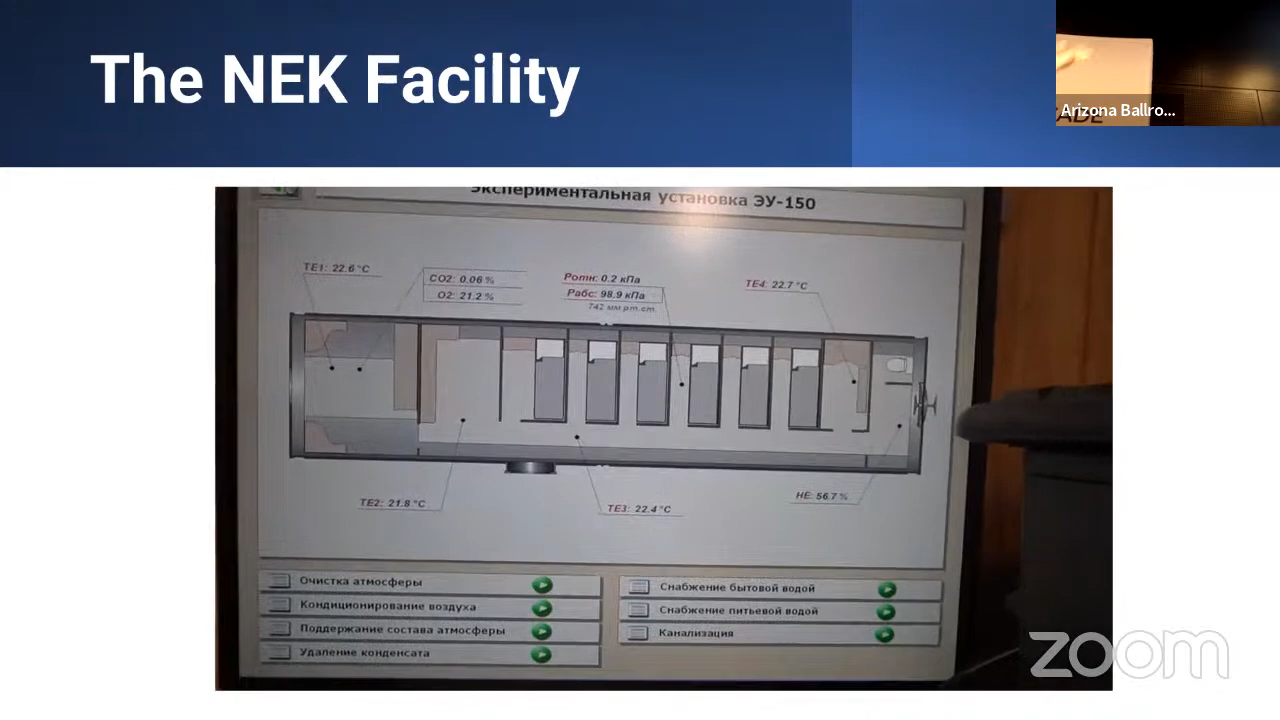 The NEK Facility
Arizona Ballro...
Экспериментальная установка ЭУ-150
TE1: 22.6 °C
CO2: 0.06 %
O2: 21.2 %
Ротн: 0.2 кПа
Рабс: 98.9 кПа
742 мм рт.ст.
TE4: 22.7 °C
TE2: 21.8 °C
TE3: 22.4 °C
HE: 56.7 %
Очистка атмосферы
Кондиционирование воздуха
Поддержание состава атмосферы
Удаление конденсата
Снабжение бытовой водой
Снабжение питьевой водой
Канализация
zoom